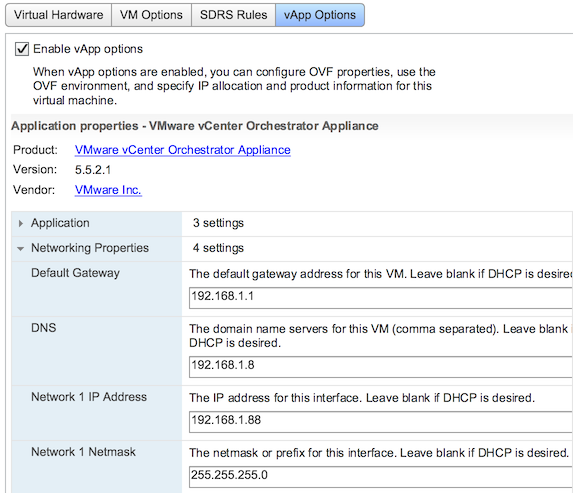 Virtual Hardware VM Options SDRS Rules vApp Options
Enable vApp options
When vApp options are enabled, you can configure OVF properties, use the
OVF environment, and specify IP allocation and product information for this
virtual machine.
Application properties - VMware vCenter Orchestrator Appliance
Product: VMware vCenter Orchestrator Appliance
Version: 5.5.2.1
Vendor: VMware Inc.
Application 3 settings
Networking Properties 4 settings
Default Gateway The default gateway address for this VM. Leave blank if DHCP is desired
192.168.1.1
DNS The domain name servers for this VM (comma separated). Leave blank
DHCP is desired.
192.168.1.8
Network 1 IP Address The IP address for this interface. Leave blank if DHCP is desired.
192.168.1.88
Network 1 Netmask The netmask or prefix for this interface. Leave blank if DHCP is desired.
255.255.255.0